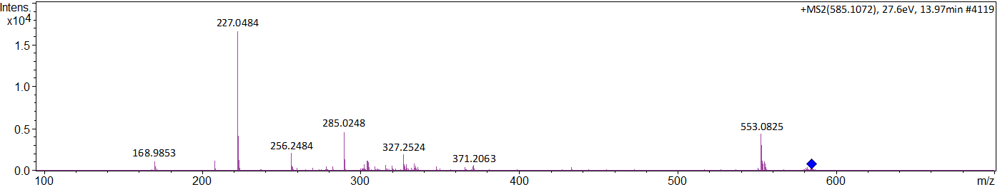 Intens.
x10⁴
+MS2(585.1072), 27.6eV, 13.97min #4119
227.0484
1.5
1.0
285.0248
553.0825
0.5
256.2484
327.2524
168.9853
371.2063
0.0
100 200 300 400 500 600 m/z